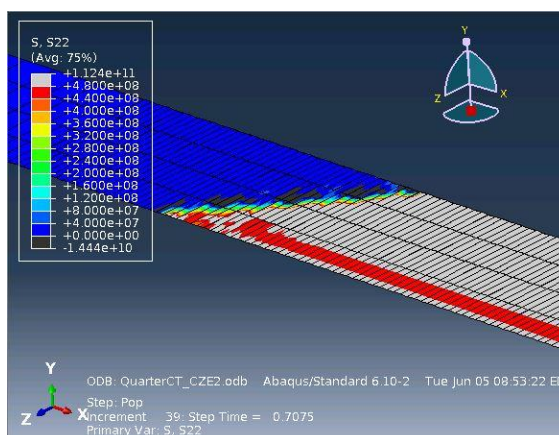 S, S22
(Avg: 75%)
+1.124e+11
+4.800e+08
+4.400e+08
+4.000e+08
+3.600e+08
+3.200e+08
+2.800e+08
+2.400e+08
+2.000e+08
+1.600e+08
+1.200e+08
+8.000e+07
+4.000e+07
+0.000e+00
-1.444e+10
Y
Z X
Y
Z X
ODB: QuarterCT_CZE2.odb Abaqus/Standard 6.10-2 Tue Jun 05 08:53:22
Step: Pop
Increment 39: Step Time = 0.7075
Primary Var: S, S22